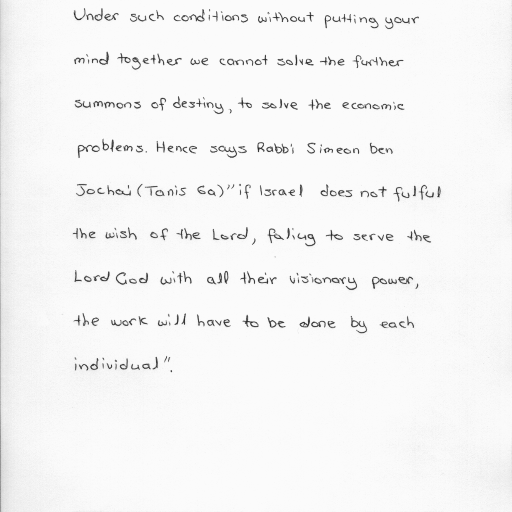 Under such conditions without putting your
mind together we cannot solve the further
summons of destiny, to solve the economic
problems. Hence says Rabbi Simeon ben
Jochai (Tanis 6a) "if Israel does not fulful
the wish of the Lord, faliug to serve the
Lord God with all their visionary power,
the work will have to be done by each
individual".